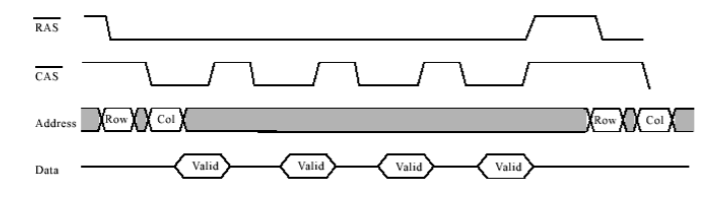 RAS
CAS
Address Row Col Row Col
Data Valid Valid Valid Valid